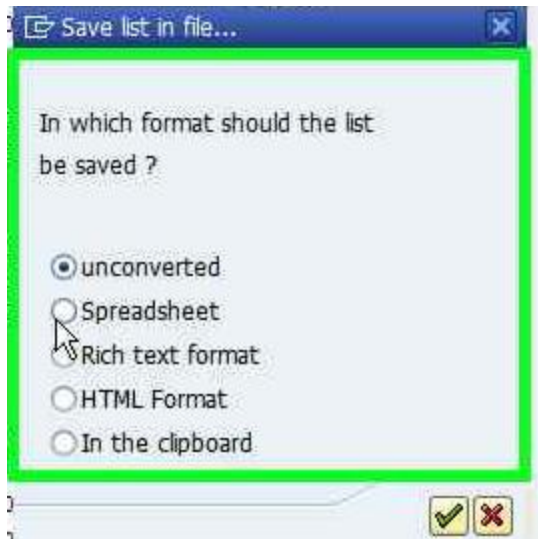 Save list in file...
In which format should the list
be saved ?
unconverted
Spreadsheet
Rich text format
HTML Format
In the clipboard